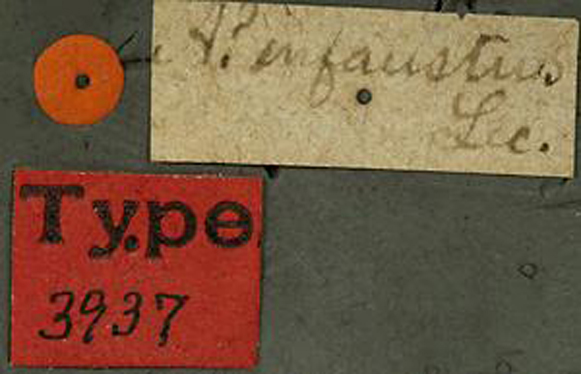 P. infaustus
Lec.
Type
3937